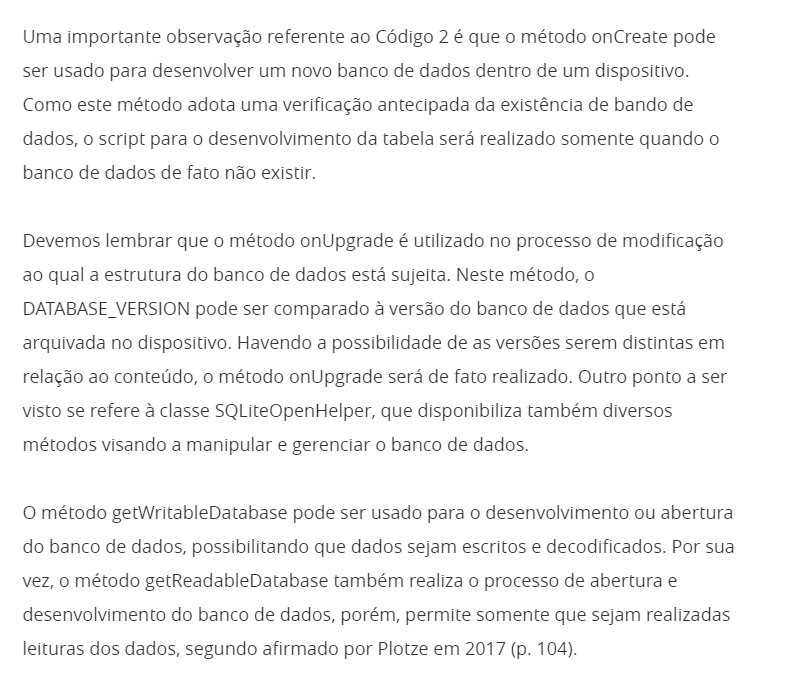 Uma importante observação referente ao Código 2 é que o método onCreate pode
ser usado para desenvolver um novo banco de dados dentro de um dispositivo.
Como este método adota uma verificação antecipada da existência de bando de
dados, o script para o desenvolvimento da tabela será realizado somente quando o
banco de dados de fato não existir.
Devemos lembrar que o método onUpgrade é utilizado no processo de modificação
ao qual a estrutura do banco de dados está sujeita. Neste método, o
DATABASE_VERSION pode ser comparado à versão do banco de dados que está
arquivada no dispositivo. Havendo a possibilidade de as versões serem distintas em
relação ao conteúdo, o método onUpgrade será de fato realizado. Outro ponto a ser
visto se refere à classe SQLiteOpenHelper, que disponibiliza também diversos
métodos visando a manipular e gerenciar o banco de dados.
O método getWritableDatabase pode ser usado para o desenvolvimento ou abertura
do banco de dados, possibilitando que dados sejam escritos e decodificados. Por sua
vez, o método getReadableDatabase também realiza o processo de abertura e
desenvolvimento do banco de dados, porém, permite somente que sejam realizadas
leituras dos dados, segundo afirmado por Plotze em 2017 (p. 104).